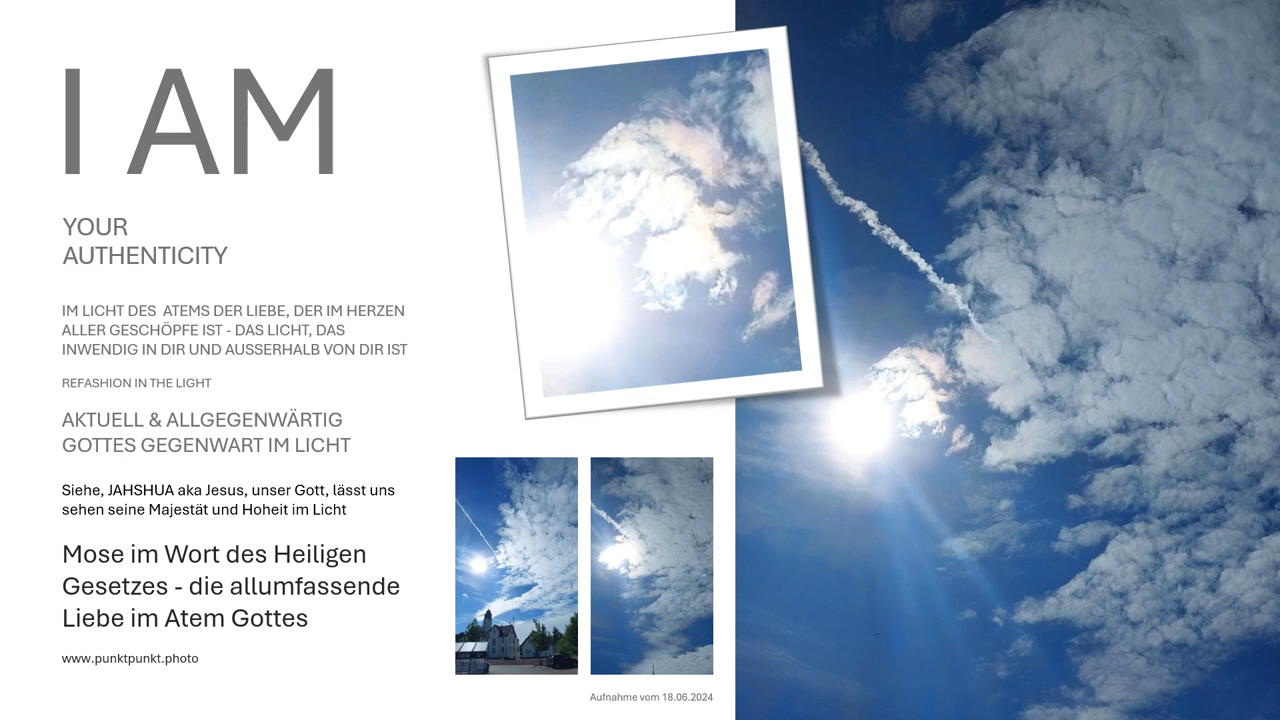 I AM
YOUR
AUTHENTICITY
IM LICHT DES  ATEMS DER LIEBE, DER IM HERZEN
ALLER GESCHÖPFE IST - DAS LICHT, DAS
INWENDIG IN DIR UND AUSSERHALB VON DIR IST
REFASHION IN THE LIGHT
AKTUELL & ALLGEGENWÄRTIG
GOTTES GEGENWART IM LICHT
Siehe, JAHSHUA aka Jesus, unser Gott, lässt uns
sehen seine Majestät und Hoheit im Licht
Mose im Wort des Heiligen
Gesetzes - die allumfassende
Liebe im Atem Gottes
www.punktpunkt.photo
Aufnahme vom 18.06.2024